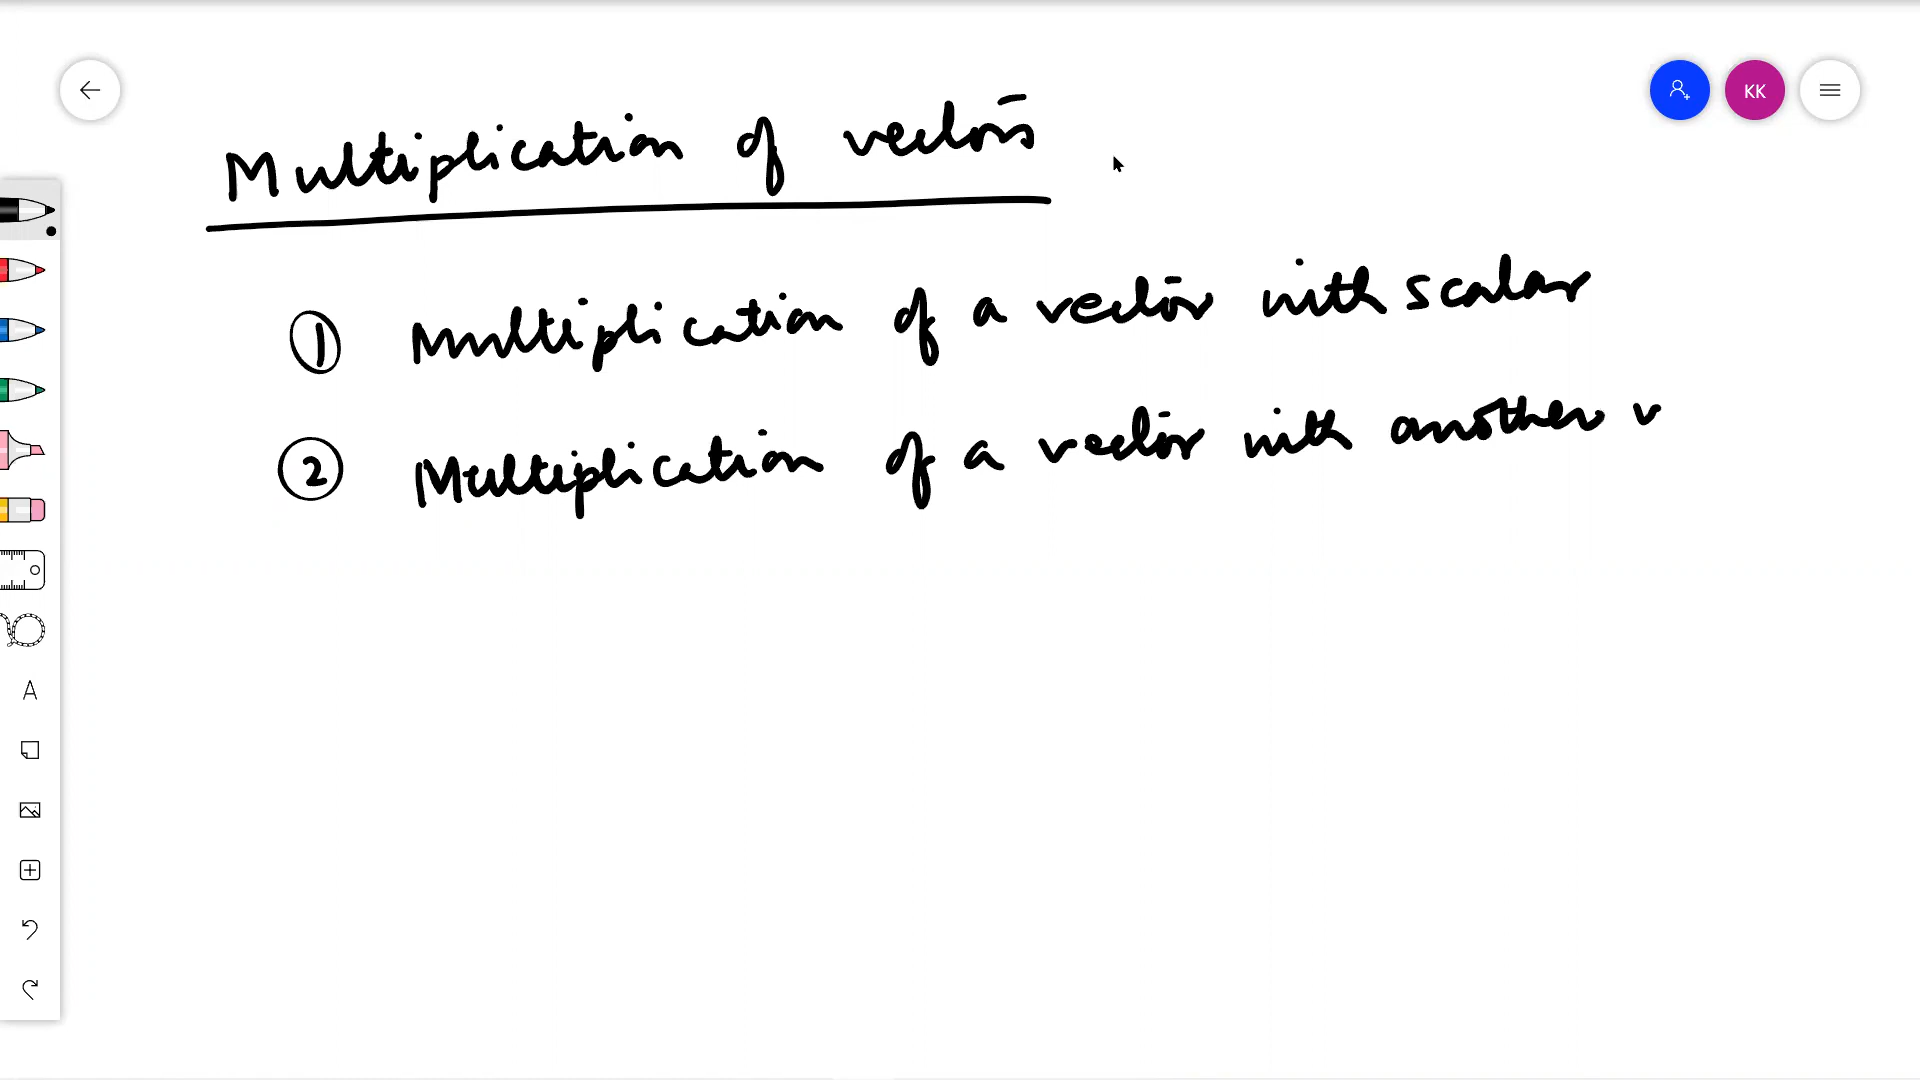 KK
Multiplication of vectors
① Multiplication of a vector with scalar
② Multiplication of a vector with another v
A